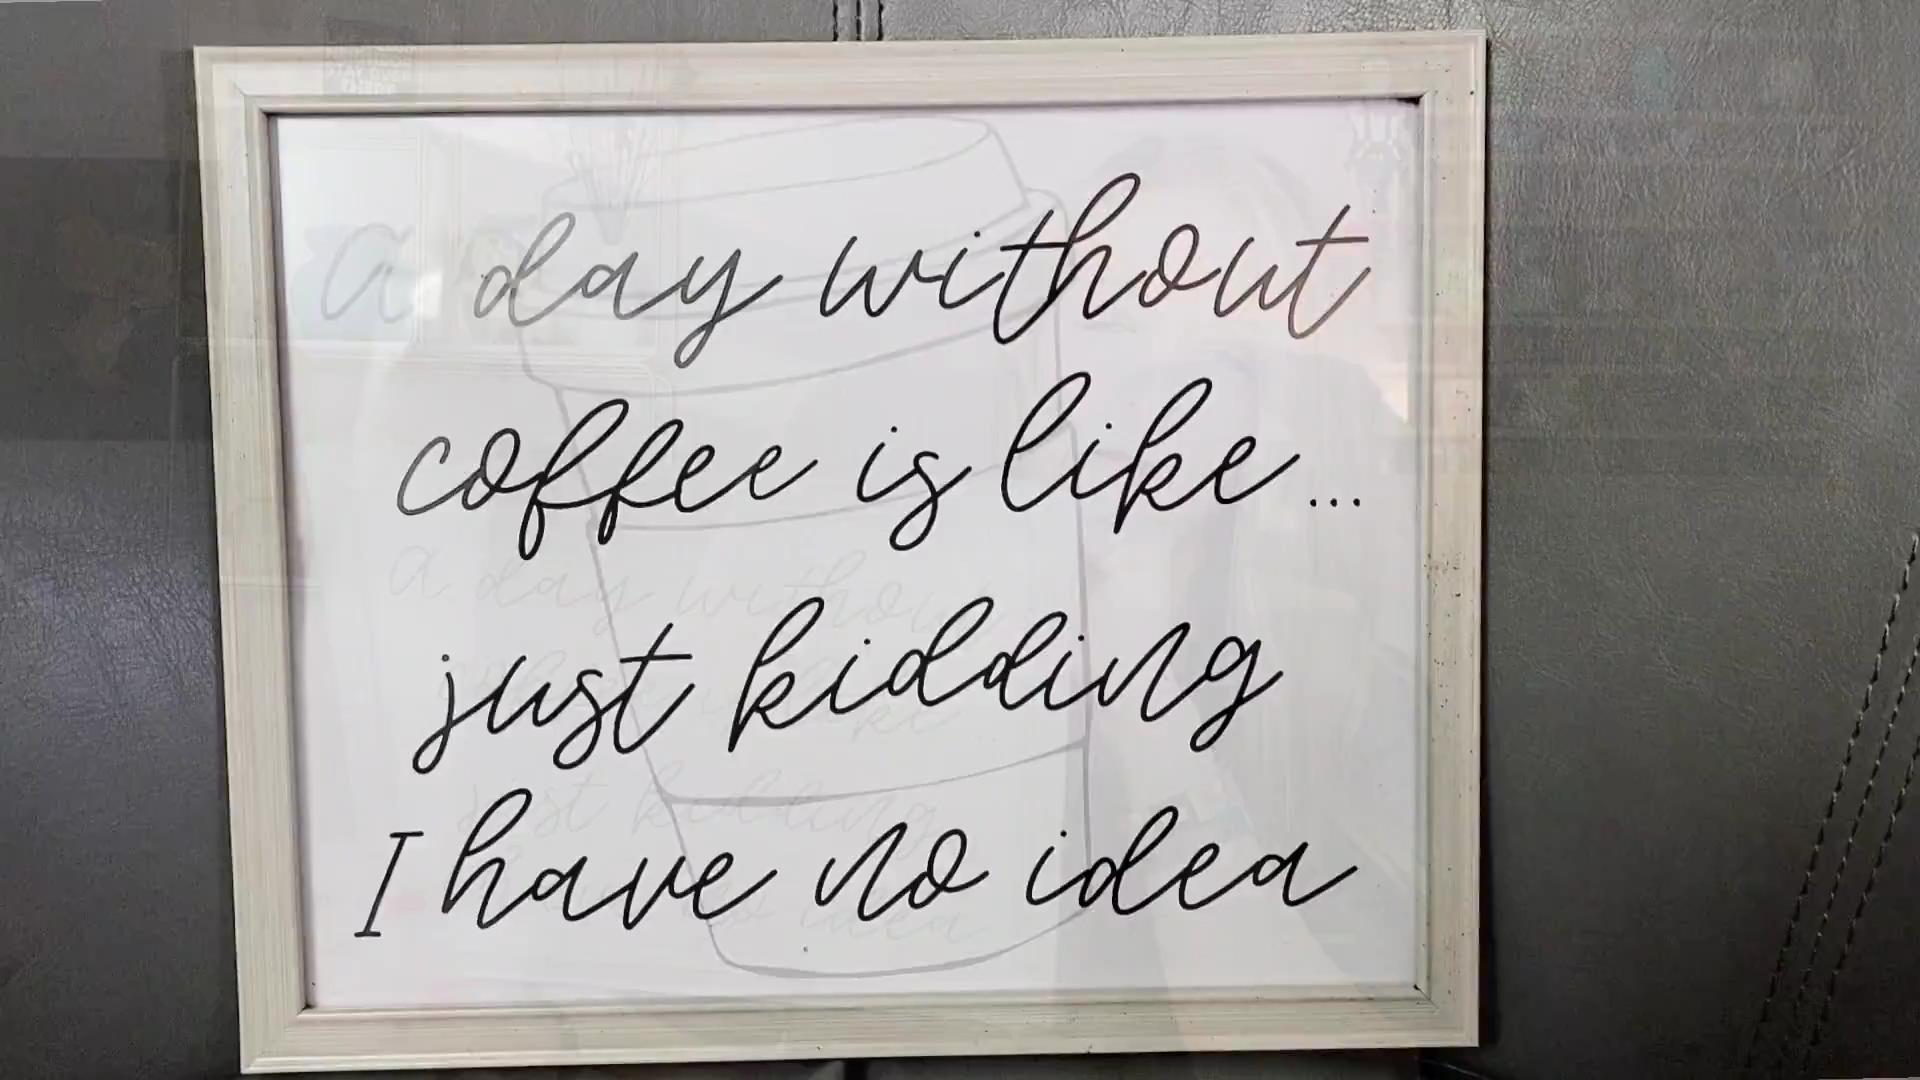 a day without
coffee is like...
just kidding
I have no idea